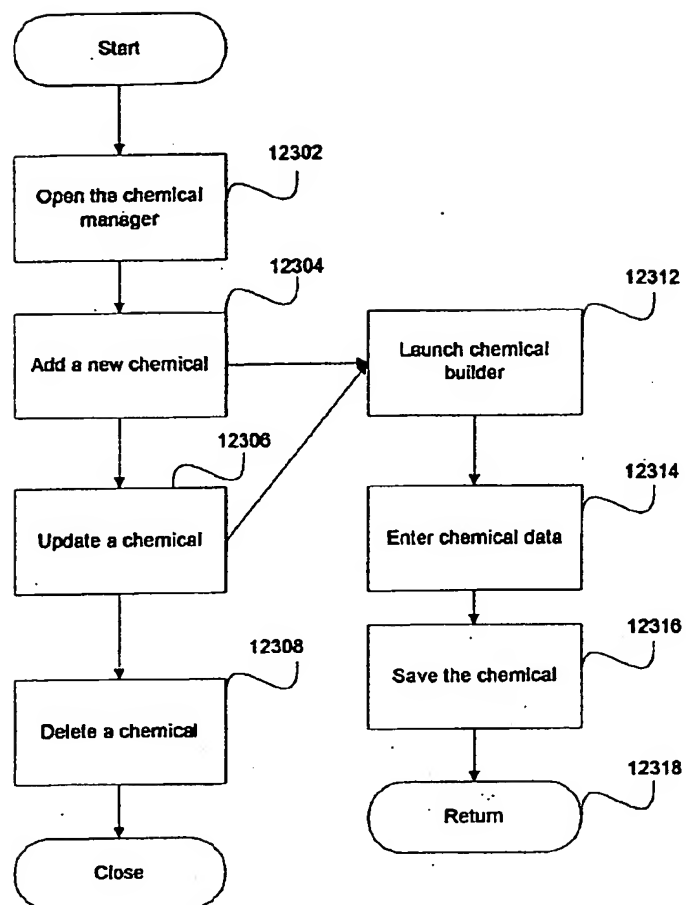 Start
12302
Open the chemical
manager
12304
Add a new chemical
12306
Update a chemical
12308
Delete a chemical
Close
12312
Launch chemical
builder
12314
Enter chemical data
12316
Save the chemical
12318
Return